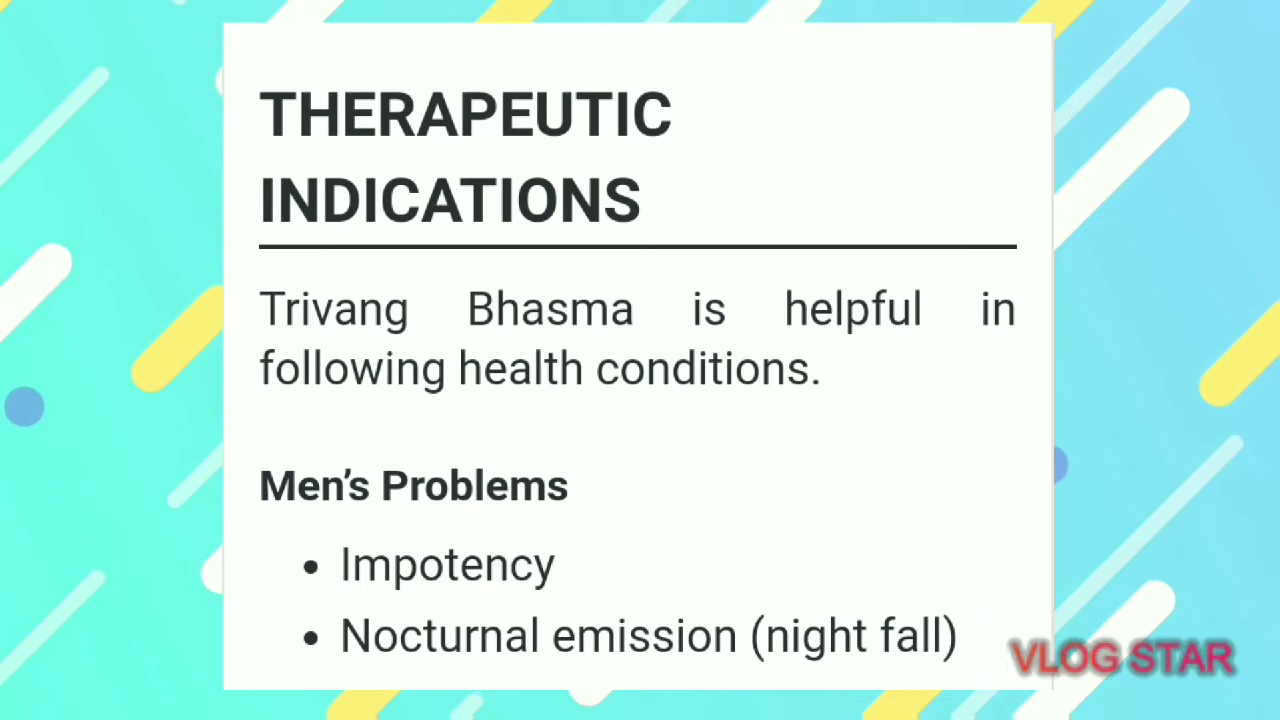 THERAPEUTIC
INDICATIONS
Trivang Bhasma is helpful in
following health conditions.
Men’s Problems
• Impotency
• Nocturnal emission (night fall)
VLOG STAR